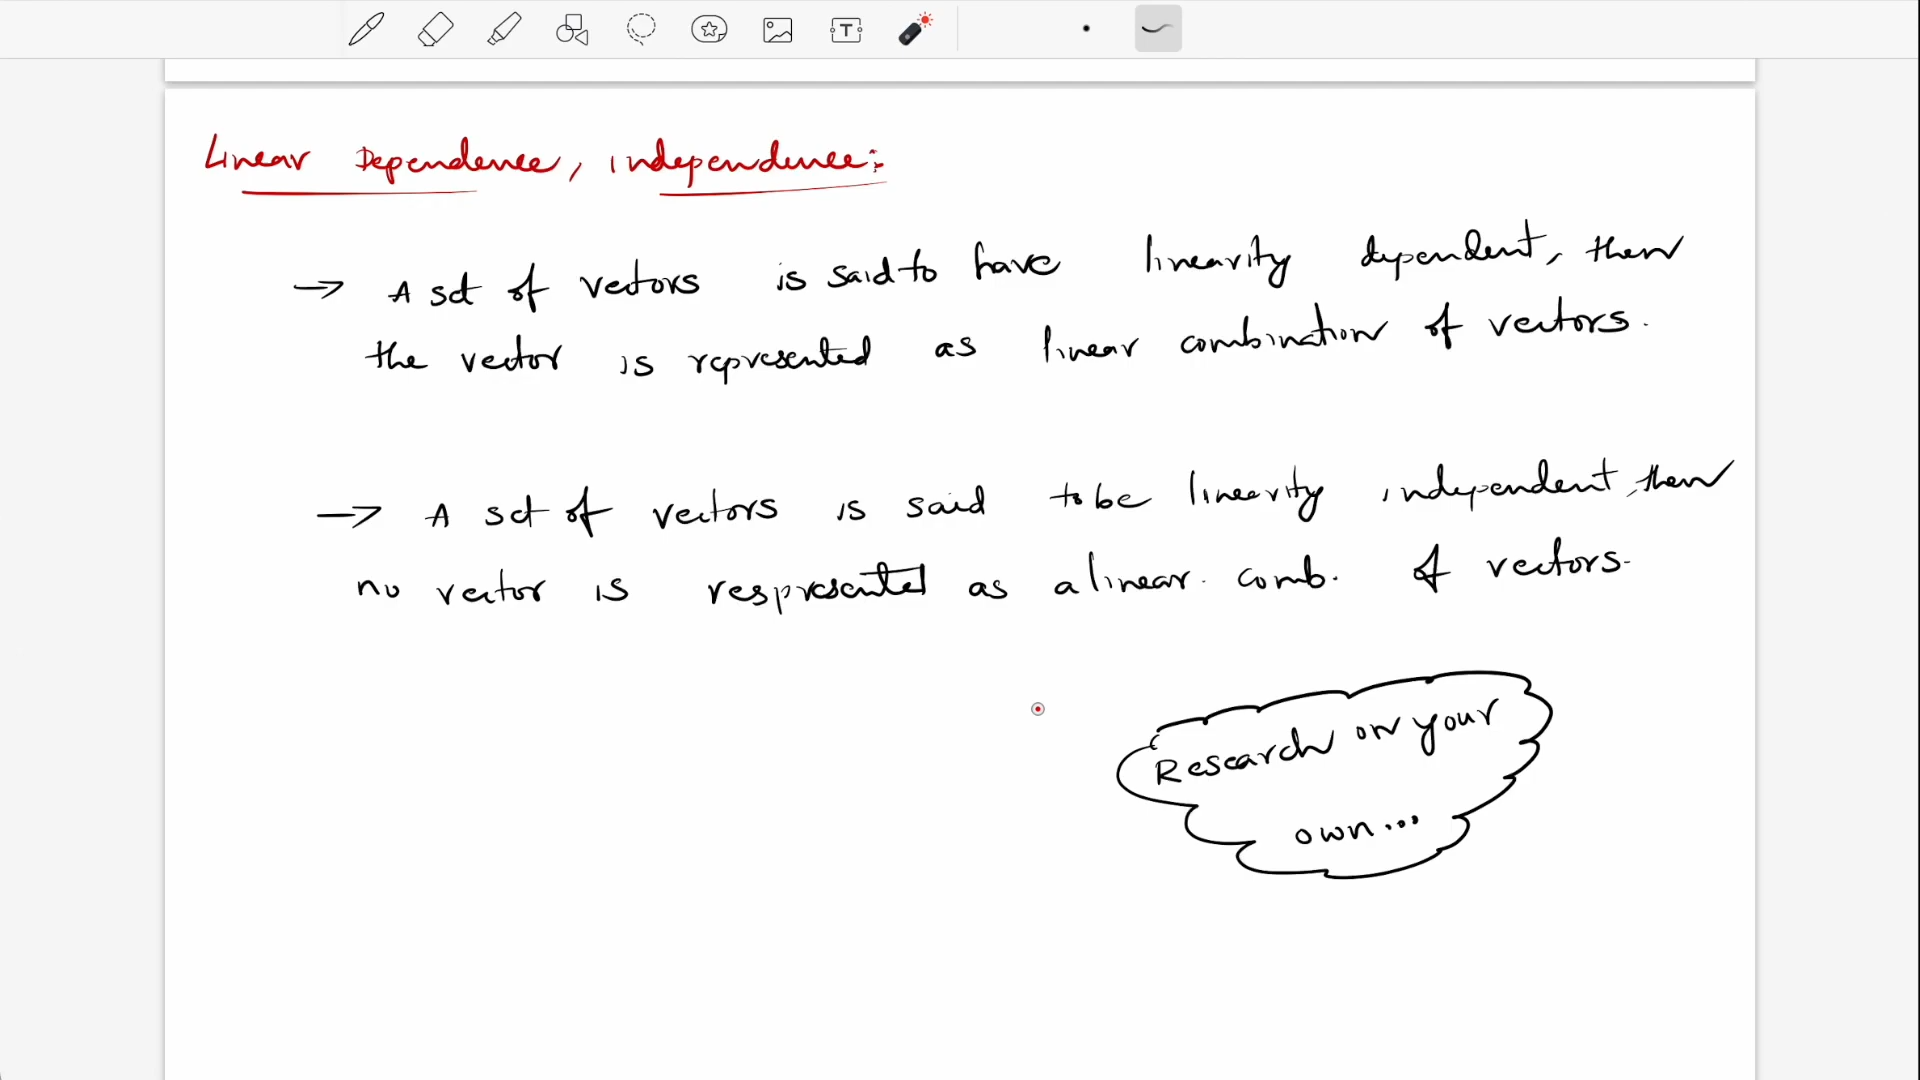 Linear Dependence, independence:
→ A set of vectors is said to have linearity dependent, then
the vector is represented as linear combination of vectors.
→ A set of vectors is said to be linearity independent, then
no vector is respresented as a linear. comb. of vectors.
Research on your
own...